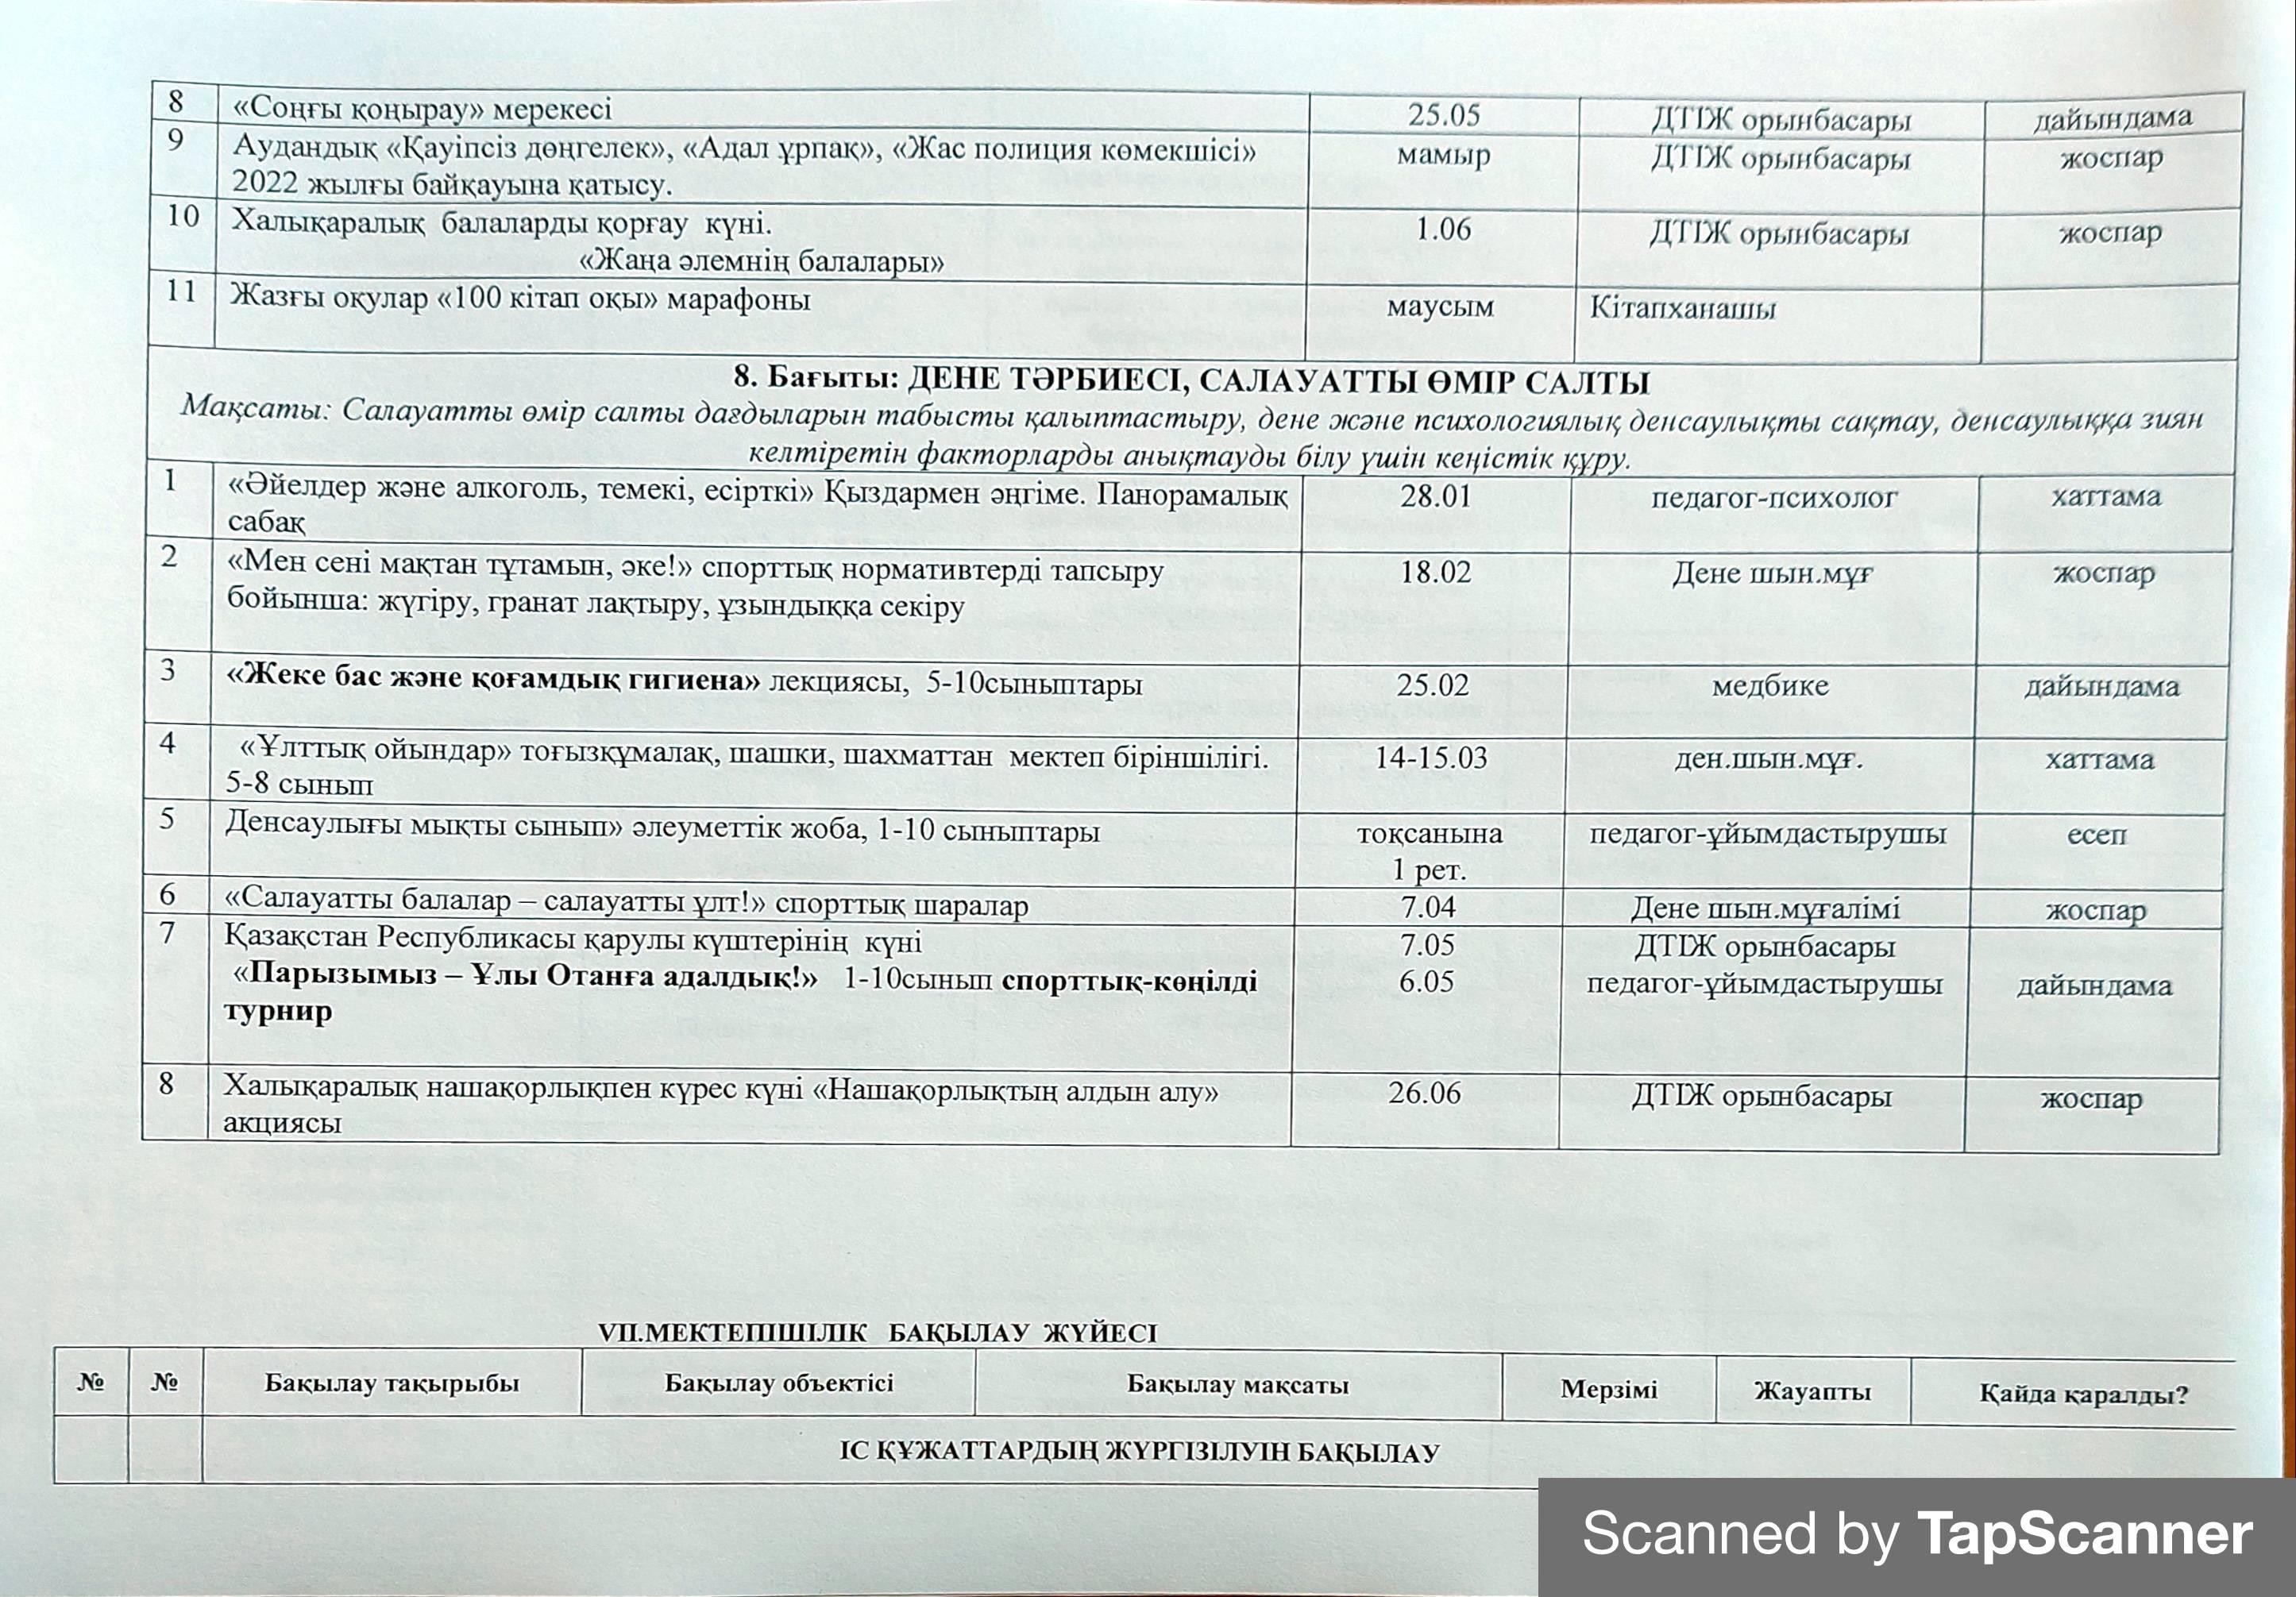 8 «Соңғы қоңырау» мерекесі 25.05 ДТІЖ орынбасары дайындама
9 Аудандық «Қауіпсіз дөңгелек», «Адал ұрпақ», «Жас полиция көмекшісі» мамыр ДТІЖ орынбасары жоспар
2022 жылғы байқауына қатысу.
10 Халықаралық балаларды қорғау күні. 1.06 ДТІЖ орынбасары жоспар
«Жаңа әлемнің балалары»
11 Жазғы оқулар «100 кітап оқы» марафоны маусым Кітапханашы
8. Бағыты: ДЕНЕ ТӘРБИЕСІ, САЛАУАТТЫ ӨМІР САЛТЫ
Мақсаты: Салауатты өмір салты дағдыларын табысты қалыптастыру, дене және психологиялық денсаулықты сақтау, денсаулыққа зиян
келтіретін факторларды анықтауды білу үшін кеңістік құру.
1 «Әйелдер және алкоголь, темекі, есірткі» Қыздармен әңгіме. Панорамалық 28.01 педагог-психолог хаттама
сабақ
2 «Мен сені мақтан тұтамын, әке!» спорттық нормативтерді тапсыру 18.02 Дене шын.мұғ жоспар
бойынша: жүгіру, гранат лақтыру, ұзындыққа секіру
3 «Жеке бас және қоғамдық гигиена» лекциясы, 5-10сыныптары 25.02 медбике дайындама
4 «Ұлттық ойындар» тоғызқұмалақ, шашки, шахматтан мектеп біріншілігі. 14-15.03 ден.шын.мұғ. хаттама
5-8 сынып
5 Денсаулығы мықты сынып» әлеуметтік жоба, 1-10 сыныптары тоқсанына педагог-ұйымдастырушы есеп
1 рет.
6 «Салауатты балалар – салауатты ұлт!» спорттық шаралар 7.04 Дене шын.мұғалімі жоспар
7 Қазақстан Республикасы қарулы күштерінің күні 7.05 ДТІЖ орынбасары
«Парызымыз – Ұлы Отанға адалдық!» 1-10сынып спорттық-көңілді 6.05 педагог-ұйымдастырушы дайындама
турнир
8 Халықаралық нашақорлықпен күрес күні «Нашақорлықтың алдын алу» 26.06 ДТІЖ орынбасары жоспар
акциясы
VII.МЕКТЕПІШІЛІК БАҚЫЛАУ ЖҮЙЕСІ
№ № Бақылау тақырыбы Бақылау объектісі Бақылау мақсаты Мерзімі Жауапты Қайда қаралды?
ІС ҚҰЖАТТАРДЫҢ ЖҮРГІЗІЛУІН БАҚЫЛАУ
Scanned by TapScanner